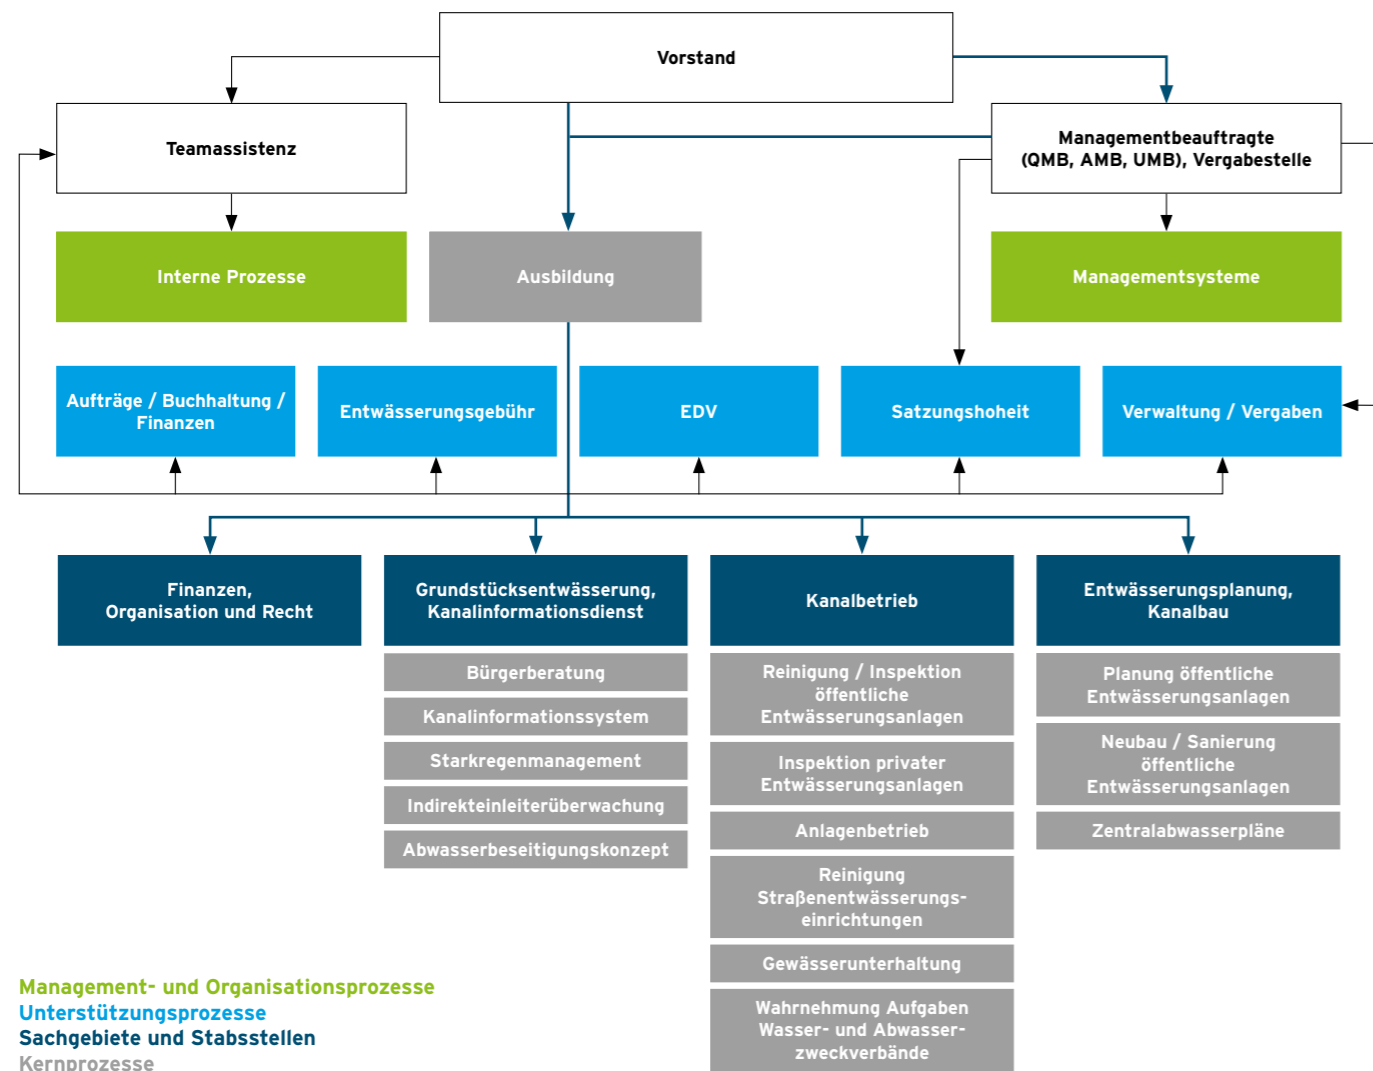 Vorstand
Teamassistenz
Managementbeauftragte
(QMB, AMB, UMB), Vergabestelle
Interne Prozesse
Ausbildung
Managementsysteme
Aufträge / Buchhaltung /
Finanzen
Entwässerungsgebühr
EDV
Satzungshoheit
Verwaltung / Vergaben
Finanzen,
Organisation und Recht
Grundstücksentwässerung,
Kanalinformationsdienst
Bürgerberatung
Kanalinformationssystem
Starkregenmanagement
Indirekteinleiterüberwachung
Abwasserbeseitigungskonzept
Kanalbetrieb
Reinigung / Inspektion
öffentliche
Entwässerungsanlagen
Inspektion privater
Entwässerungsanlagen
Anlagenbetrieb
Reinigung
Straßenentwässerungs-
einrichtungen
Gewässerunterhaltung
Wahrnehmung Aufgaben
Wasser- und Abwasser-
zweckverbände
Entwässerungsplanung,
Kanalbau
Planung öffentliche
Entwässerungsanlagen
Neubau / Sanierung
öffentliche
Entwässerungsanlagen
Zentralabwasserpläne
Management- und Organisationsprozesse
Unterstützungsprozesse
Sachgebiete und Stabsstellen
Kernprozesse